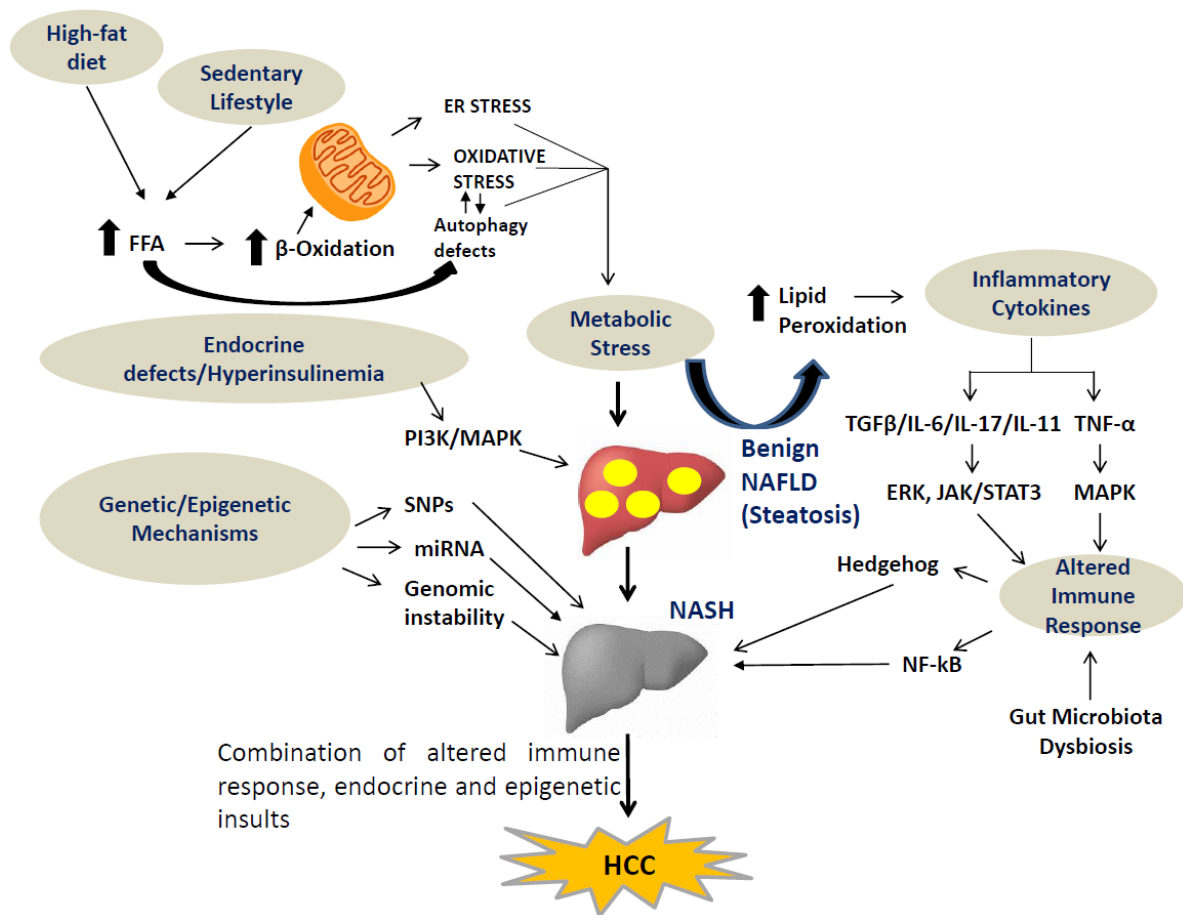 High-fat
diet
Sedentary
Lifestyle
ER STRESS
OXIDATIVE
STRESS
Autophagy
defects
FFA
β-Oxidation
Endocrine
defects/Hyperinsulinemia
Metabolic
Stress
Lipid
Peroxidation
Inflammatory
Cytokines
PI3K/MAPK
Benign
NAFLD
(Steatosis)
TGFβ/IL-6/IL-17/IL-11
TNF-α
ERK, JAK/STAT3
MAPK
Genetic/Epigenetic
Mechanisms
SNPs
miRNA
Genomic
instability
NASH
Hedgehog
Altered
Immune
Response
NF-kB
Gut Microbiota
Dysbiosis
Combination of altered immune
response, endocrine and epigenetic
insults
HCC